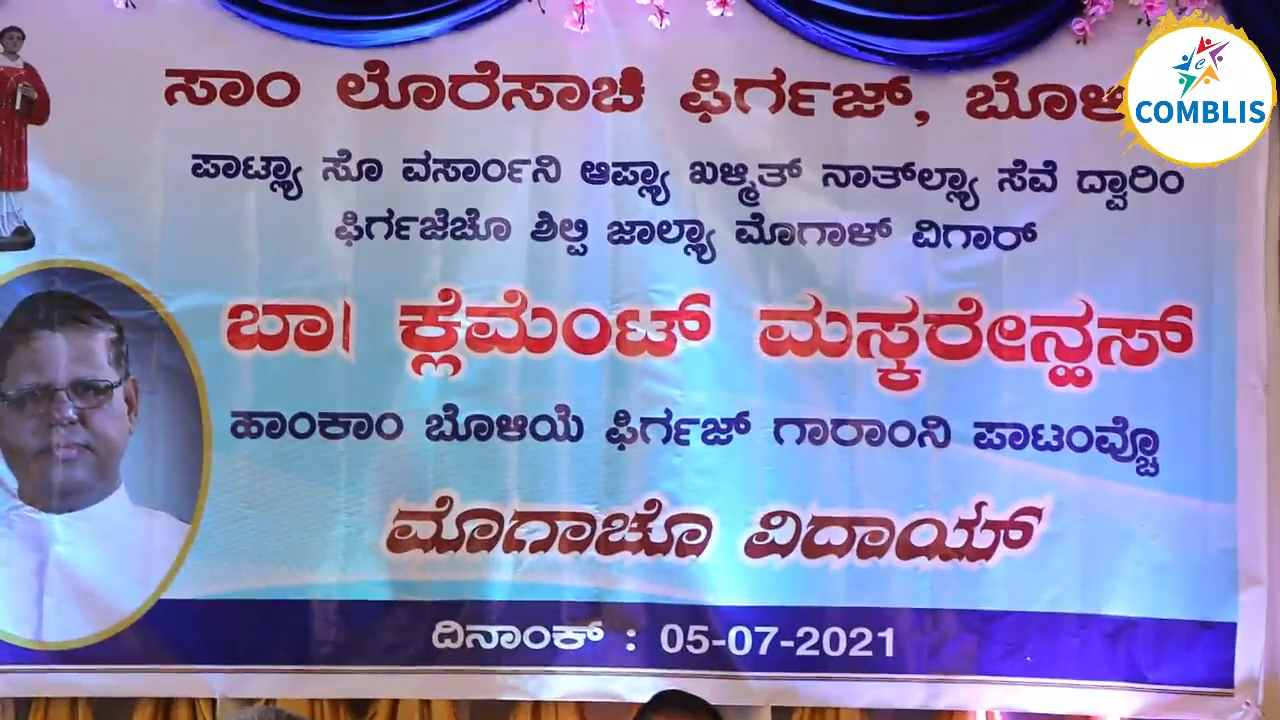 ಸಾಂ ಲೊರೆಸಾಚಿ ಫಿರ್ಗಜ್,
COMBLIS
ಪಾಟ್ಲ್ಯಾ ಸೊ ವರ್ಸಾಂನಿ ಆಪ್ಲ್ಯಾ ಖಳ್ಮಿತ್ ನಾತ್‌ಲ್ಲ್ಯಾ ಸೆವೆ ದ್ವಾರಿಂ
ಫಿರ್ಗಜೆಚೊ ಶಿಲ್ಪಿ ಜಾಲ್ಲ್ಯಾ ಮೊಗಾಳ್ ವಿಗಾರ್
ಬಾ| ಕ್ಲೆಮೆಂಟ್ ಮಸ್ಕರೇನ್ಹಸ್
ಹಾಂಕಾಂ ಬೊಳಿಯೆ ಫಿರ್ಗಜ್ ಗಾರಾಂನಿ ಪಾಟಂವ್ಚೊ
ಮೊಗಾಚೊ ವಿದಾಯ್
ದಿನಾಂಕ್ : 05-07-2021